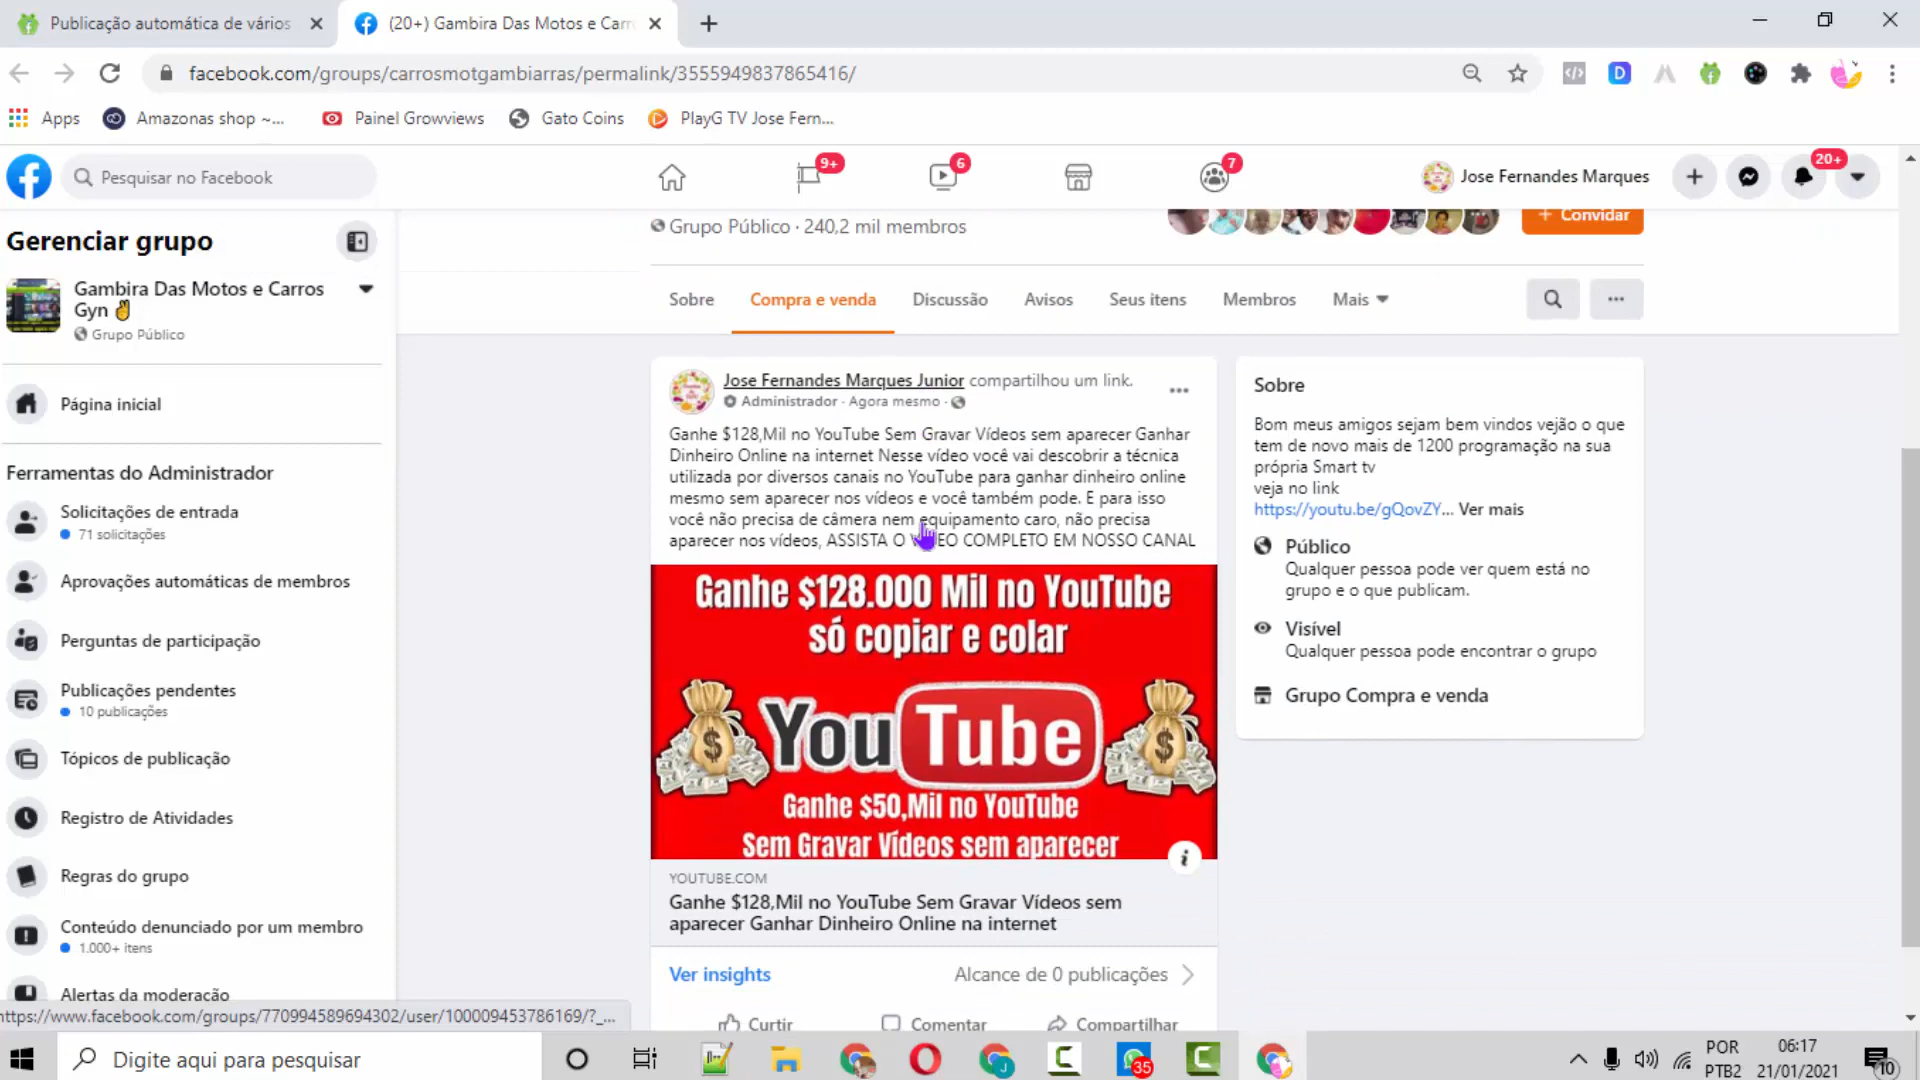 Publicação automática de vários
(20+) Gambira Das Motos e Carr
facebook.com/groups/carrosmotgambiarras/permalink/3555949837865416/
Apps
Amazonas shop ~...
Painel Growviews
Gato Coins
PlayG TV Jose Fern...
Pesquisar no Facebook
9+
6
7
Jose Fernandes Marques
20+
Gerenciar grupo
Gambira Das Motos e Carros
Gyn ✌
Grupo Público
Página inicial
Ferramentas do Administrador
Solicitações de entrada
71 solicitações
Aprovações automáticas de membros
Perguntas de participação
Publicações pendentes
10 publicações
Tópicos de publicação
Registro de Atividades
Regras do grupo
Conteúdo denunciado por um membro
1.000+ itens
Alertas da moderação
https://www.facebook.com/groups/770994589694302/user/100009453786169/?_...
Grupo Público · 240,2 mil membros
+ Convidar
Sobre
Compra e venda
Discussão
Avisos
Seus itens
Membros
Mais
Jose Fernandes Marques Junior compartilhou um link.
Administrador · Agora mesmo ·
Ganhe $128,Mil no YouTube Sem Gravar Vídeos sem aparecer Ganhar
Dinheiro Online na internet Nesse vídeo você vai descobrir a técnica
utilizada por diversos canais no YouTube para ganhar dinheiro online
mesmo sem aparecer nos vídeos e você também pode. E para isso
você não precisa de câmera nem equipamento caro, não precisa
aparecer nos vídeos, ASSISTA O COMPLETO EM NOSSO CANAL
Ganhe $128.000 Mil no YouTube
só copiar e colar
YouTube
Ganhe $50,Mil no YouTube
Sem Gravar Vídeos sem aparecer
YOUTUBE.COM
Ganhe $128,Mil no YouTube Sem Gravar Vídeos sem
aparecer Ganhar Dinheiro Online na internet
Ver insights
Alcance de 0 publicações
Curtir
Comentar
Compartilhar
Sobre
Bom meus amigos sejam bem vindos vejão o que
tem de novo mais de 1200 programação na sua
própria Smart tv
veja no link
https://youtu.be/gQovZY... Ver mais
Público
Qualquer pessoa pode ver quem está no
grupo e o que publicam.
Visível
Qualquer pessoa pode encontrar o grupo
Grupo Compra e venda
Digite aqui para pesquisar
35
POR
PTB2
06:17
21/01/2021
10